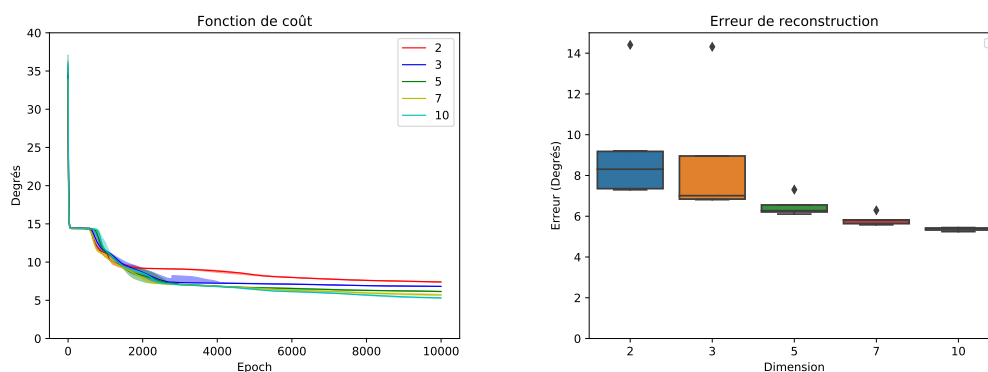 Fonction de coût
40
35
30
25
20
15
10
5
0
Degrés
2
3
5
7
10
0 2000 4000 6000 8000 10000
Epoch
Erreur de reconstruction
14
12
10
8
6
4
2
0
Erreur (Degrés)
2 3 5 7 10
Dimension